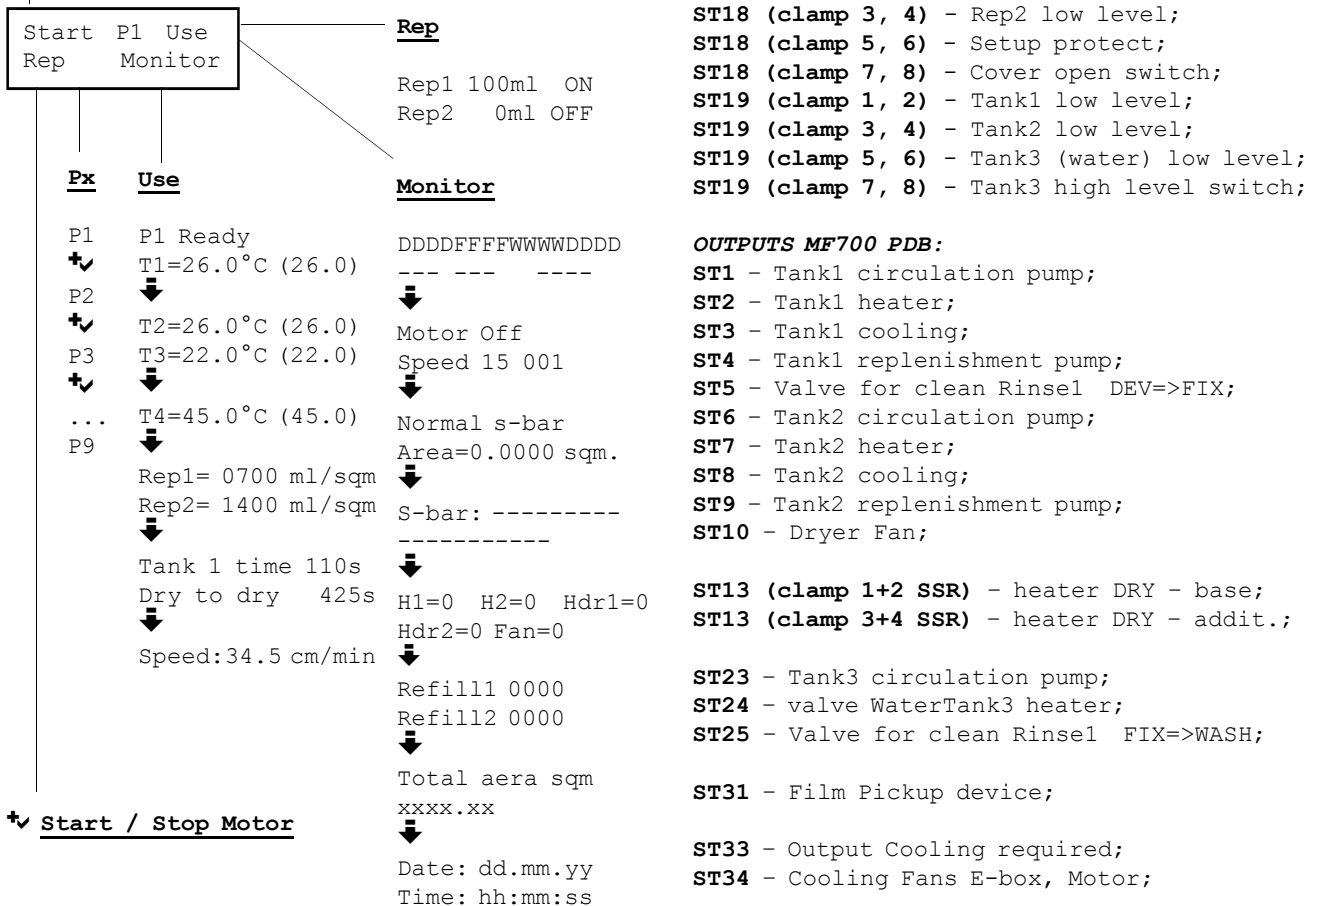 Start P1 Use
Rep Monitor
Rep
Rep1 100ml ON
Rep2 0ml OFF
Px
P1
P2
P3
...
P9
Use
P1 Ready
T1=26.0°C (26.0)
T2=26.0°C (26.0)
T3=22.0°C (22.0)
T4=45.0°C (45.0)
Rep1= 0700 ml/sqm
Rep2= 1400 ml/sqm
Tank 1 time 110s
Dry to dry 425s
Speed:34.5 cm/min
Monitor
DDDDFFFFWWWWDDDD
--- --- ----
Motor Off
Speed 15 001
Normal s-bar
Area=0.0000 sqm.
S-bar: ---------
-----------
H1=0 H2=0 Hdr1=0
Hdr2=0 Fan=0
Refill1 0000
Refill2 0000
Total aera sqm
xxxx.xx
Date: dd.mm.yy
Time: hh:mm:ss
Start / Stop Motor
ST18 (clamp 3, 4) - Rep2 low level;
ST18 (clamp 5, 6) - Setup protect;
ST18 (clamp 7, 8) - Cover open switch;
ST19 (clamp 1, 2) - Tank1 low level;
ST19 (clamp 3, 4) - Tank2 low level;
ST19 (clamp 5, 6) - Tank3 (water) low level;
ST19 (clamp 7, 8) - Tank3 high level switch;
OUTPUTS MF700 PDB:
ST1 – Tank1 circulation pump;
ST2 – Tank1 heater;
ST3 – Tank1 cooling;
ST4 – Tank1 replenishment pump;
ST5 – Valve for clean Rinse1 DEV=>FIX;
ST6 – Tank2 circulation pump;
ST7 – Tank2 heater;
ST8 – Tank2 cooling;
ST9 – Tank2 replenishment pump;
ST10 – Dryer Fan;
ST13 (clamp 1+2 SSR) – heater DRY – base;
ST13 (clamp 3+4 SSR) – heater DRY – addit.;
ST23 – Tank3 circulation pump;
ST24 – valve WaterTank3 heater;
ST25 – Valve for clean Rinse1 FIX=>WASH;
ST31 – Film Pickup device;
ST33 – Output Cooling required;
ST34 – Cooling Fans E-box, Motor;